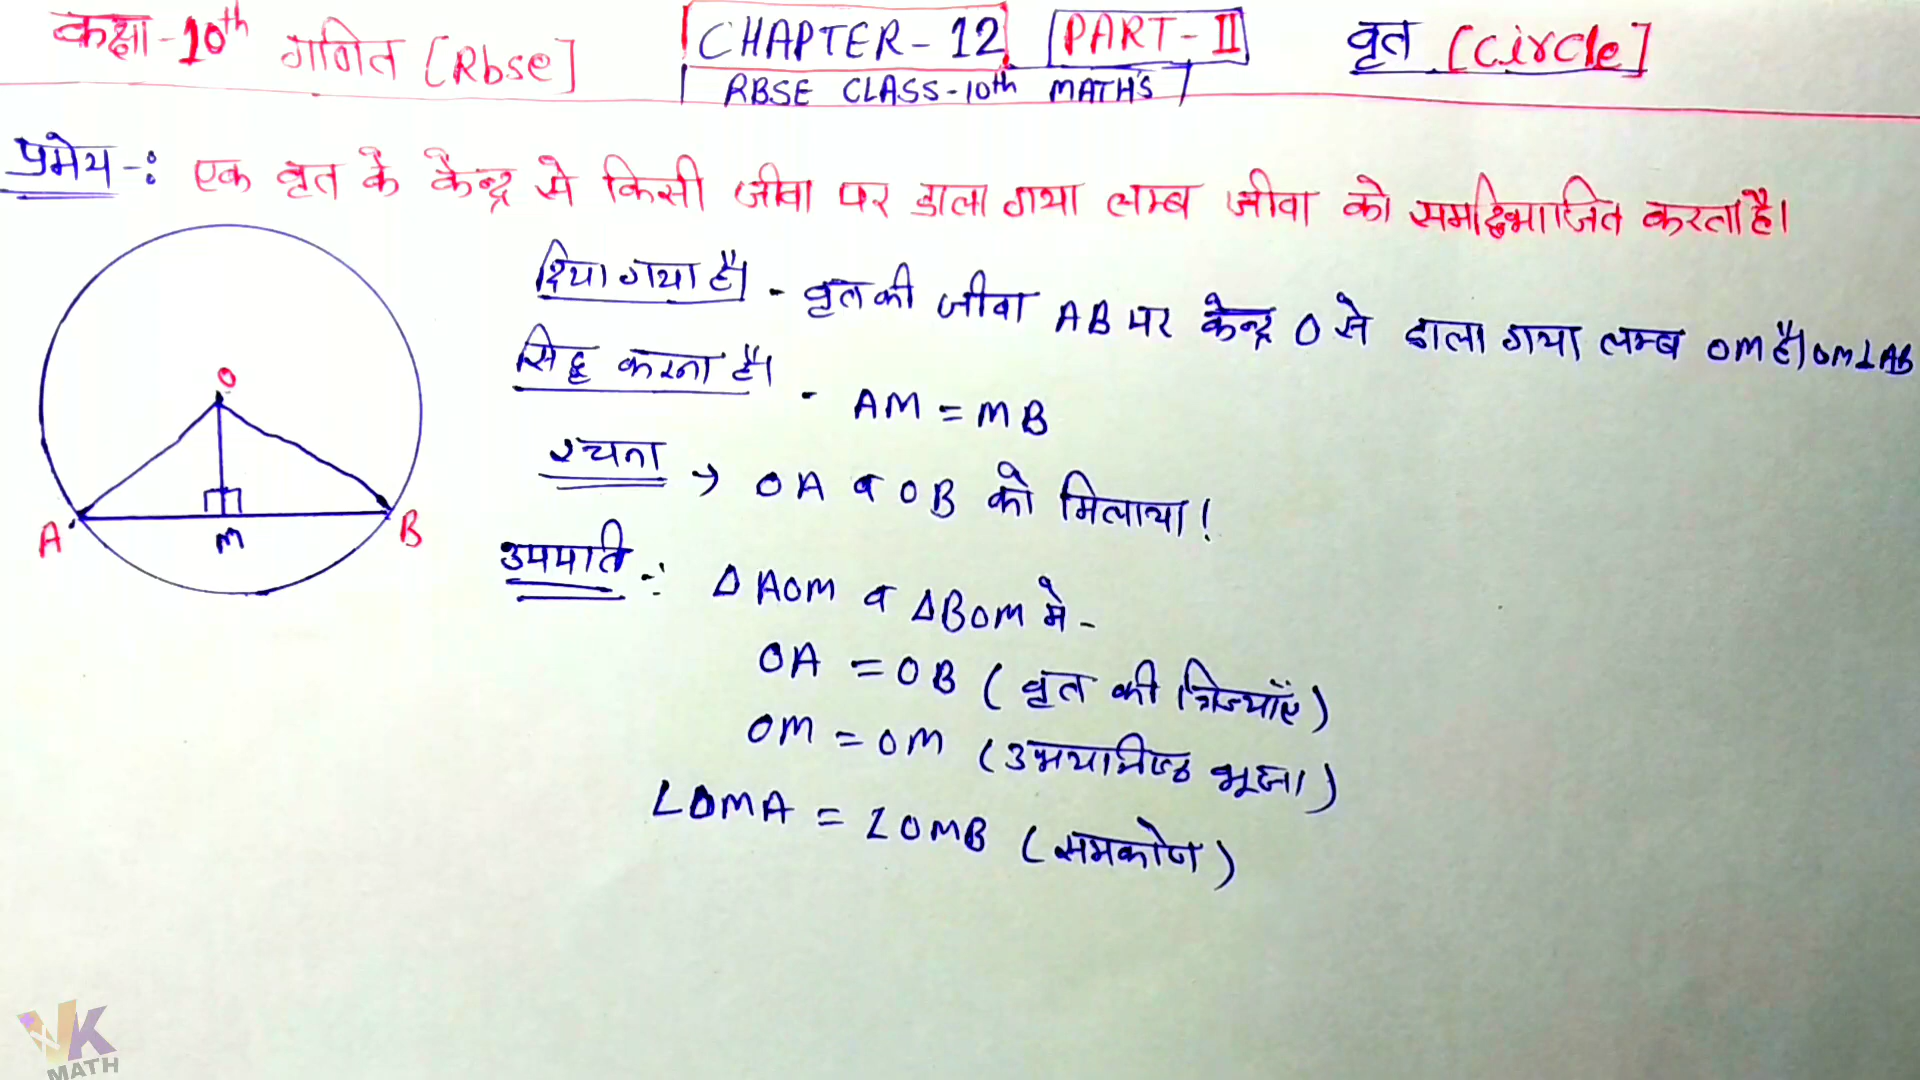 कक्षा-10th गणित [Rbse]
CHAPTER-12 PART-II
वृत [Circle]
RBSE CLASS-10th MATH'S
प्रमेय-: एक वृत के केन्द्र से किसी जीवा पर डाला गया लम्ब जीवा को समद्विभाजित करता है।
दिया गया है। - वृत की जीवा AB पर केन्द्र O से डाला गया लम्ब OM है। OM⊥AB
सिद्ध करना है। - AM = MB
रचना → OA व OB को मिलाया!
उपपति -: Δ AOM व ΔBOM मे -
OA = OB (वृत की त्रिज्याऐं)
OM = OM (उभयनिष्ठ भूजा)
∠OMA = ∠OMB (समकोण)
O
A
M
B
VK
MATH